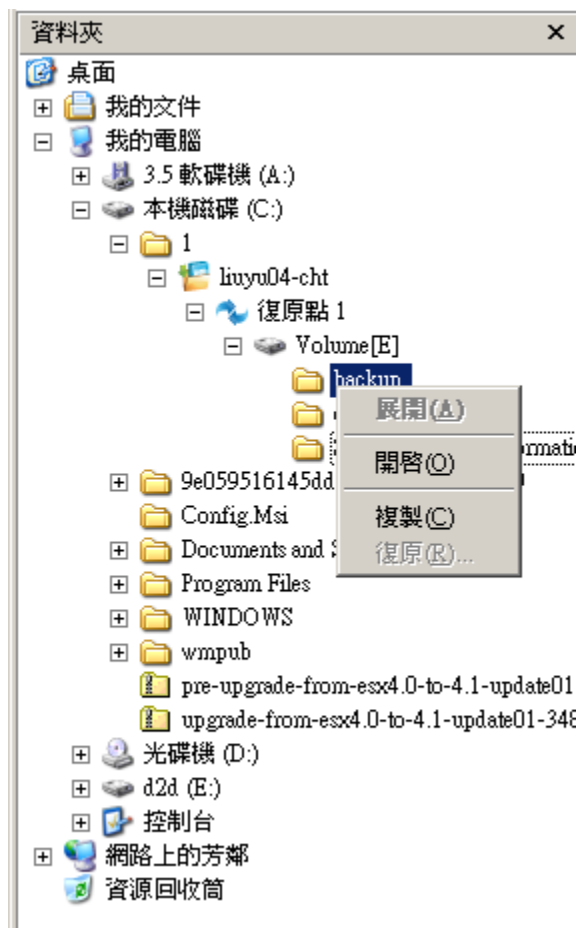 資料夾
桌面
我的文件
我的電腦
3.5 軟碟機 (A:)
本機磁碟 (C:)
1
liuyu04-cht
復原點 1
Volume[E]
backup
展開(A)
開啓(O)
複製(C)
復原(R)...
9e059516145dd
Config.Msi
Documents and
Program Files
WINDOWS
wmpub
pre-upgrade-from-esx4.0-to-4.1-update01
upgrade-from-esx4.0-to-4.1-update01-348
光碟機 (D:)
d2d (E:)
控制台
網路上的芳鄰
資源回收筒